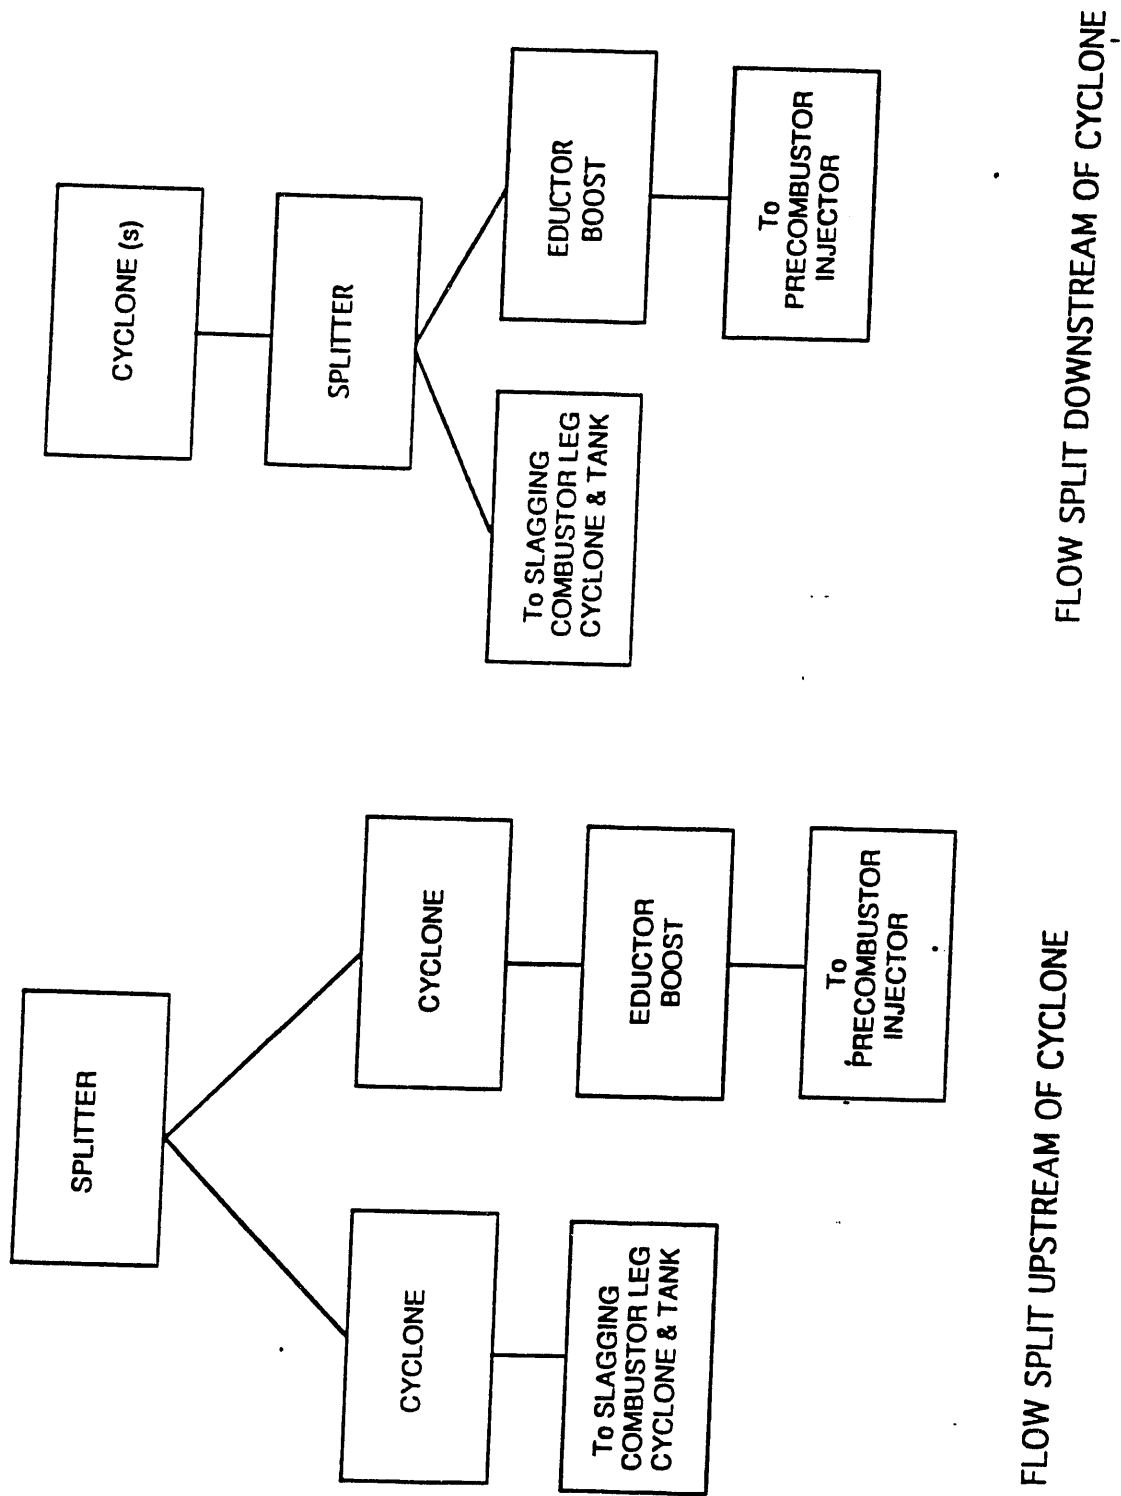 SPLITTER
CYCLONE
To SLAGGING
COMBUSTOR LEG
CYCLONE & TANK
CYCLONE
EDUCTOR
BOOST
To
PRECOMBUSTOR
INJECTOR
FLOW SPLIT UPSTREAM OF CYCLONE
CYCLONE (s)
SPLITTER
To SLAGGING
COMBUSTOR LEG
CYCLONE & TANK
EDUCTOR
BOOST
To
PRECOMBUSTOR
INJECTOR
FLOW SPLIT DOWNSTREAM OF CYCLONE